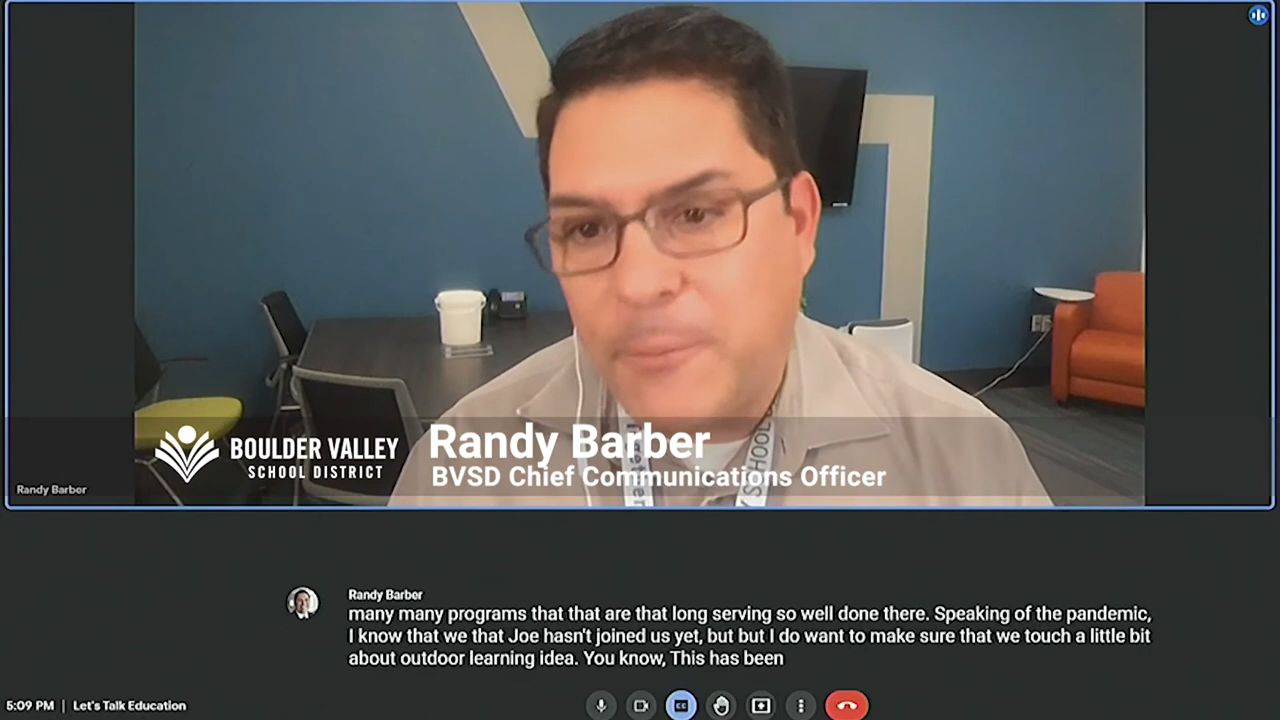 BOULDER VALLEY
SCHOOL DISTRICT
Randy Barber
BVSD Chief Communications Officer
Randy Barber
Randy Barber
many many programs that that are that long serving so well done there. Speaking of the pandemic,
I know that we that Joe hasn't joined us yet, but but I do want to make sure that we touch a little bit
about outdoor learning idea. You know, This has been
5:09 PM | Let's Talk Education